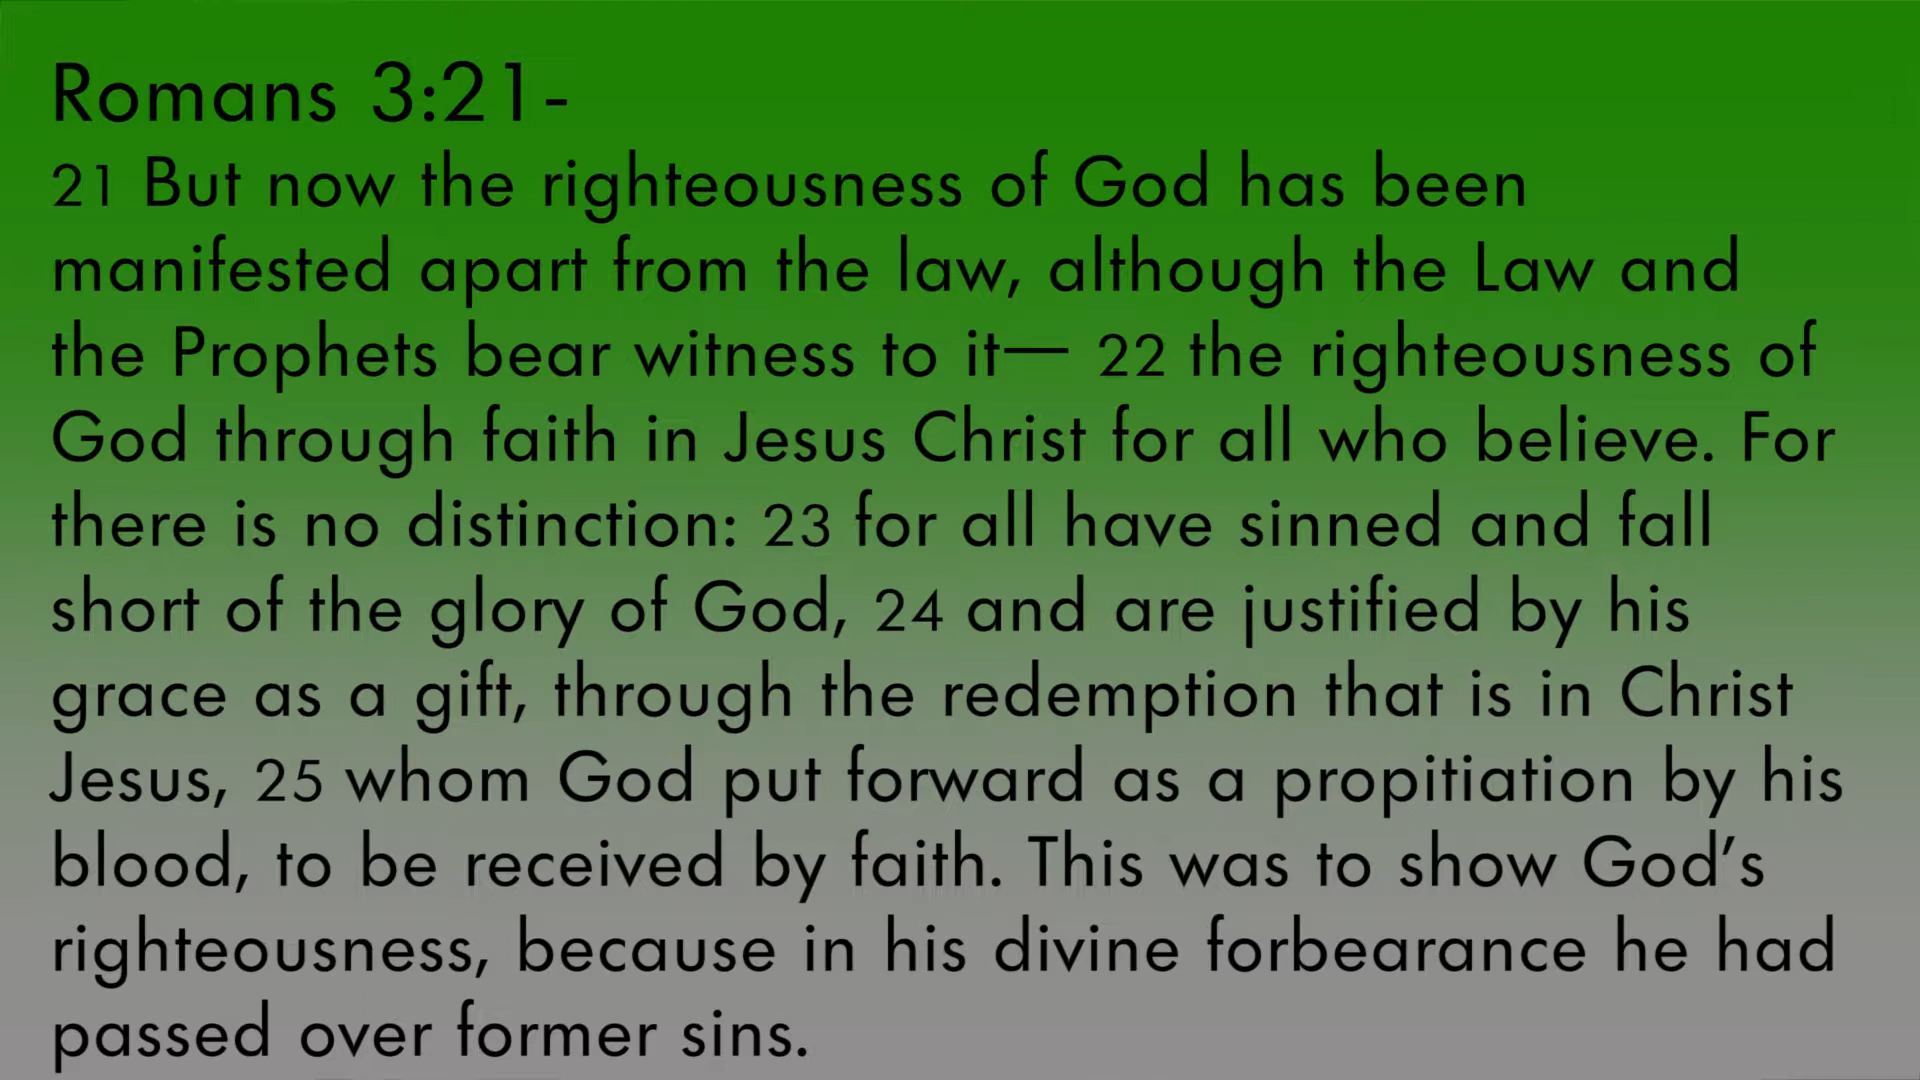 Romans 3:21-
21 But now the righteousness of God has been
manifested apart from the law, although the Law and
the Prophets bear witness to it— 22 the righteousness of
God through faith in Jesus Christ for all who believe. For
there is no distinction: 23 for all have sinned and fall
short of the glory of God, 24 and are justified by his
grace as a gift, through the redemption that is in Christ
Jesus, 25 whom God put forward as a propitiation by his
blood, to be received by faith. This was to show God’s
righteousness, because in his divine forbearance he had
passed over former sins.